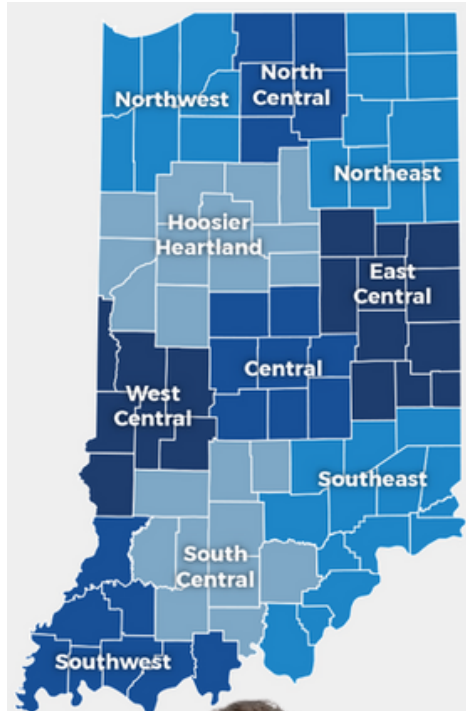 North
Central
Northwest
Northeast
Hoosier
Heartland
East
Central
Central
West
Central
Southeast
South
Central
Southwest